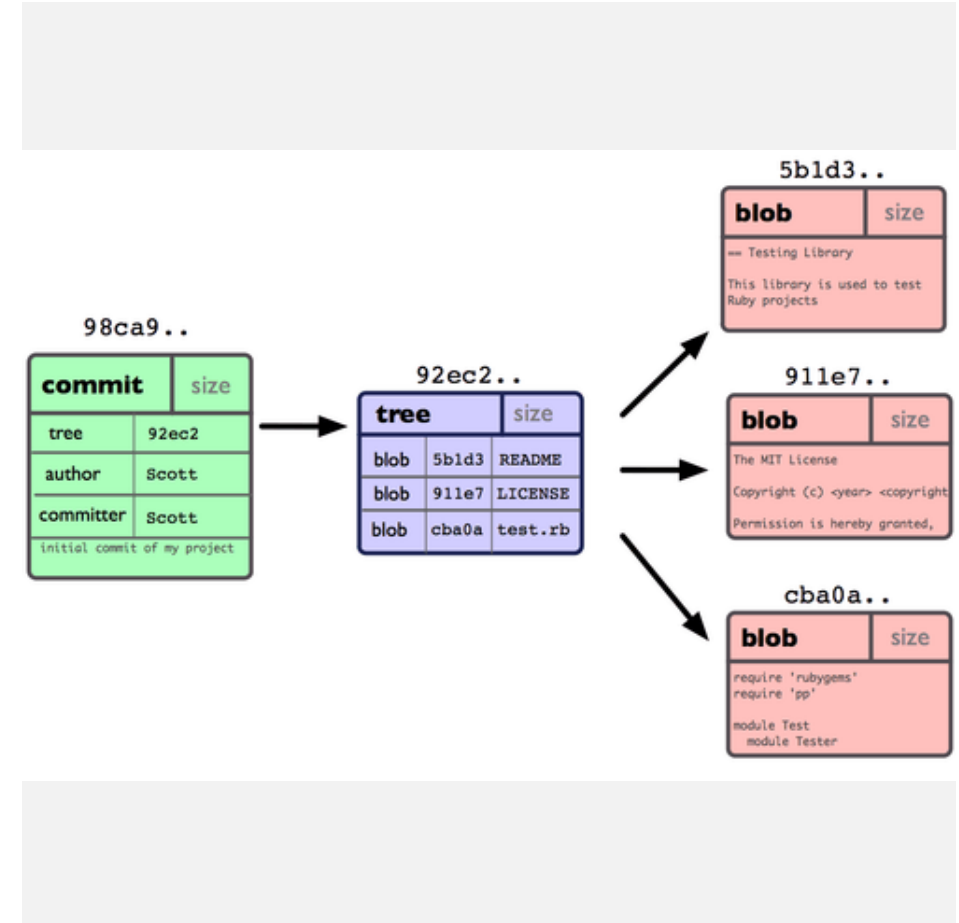 98ca9..
commit size
tree 92ec2
author Scott
committer Scott
initial commit of my project
92ec2..
tree size
blob 5b1d3 README
blob 911e7 LICENSE
blob cba0a test.rb
5b1d3..
blob size
== Testing Library
This library is used to test
Ruby projects
911e7..
blob size
The MIT License
Copyright (c) <year> <copyright
Permission is hereby granted,
cba0a..
blob size
require 'rubygems'
require 'pp'
module Test
module Tester